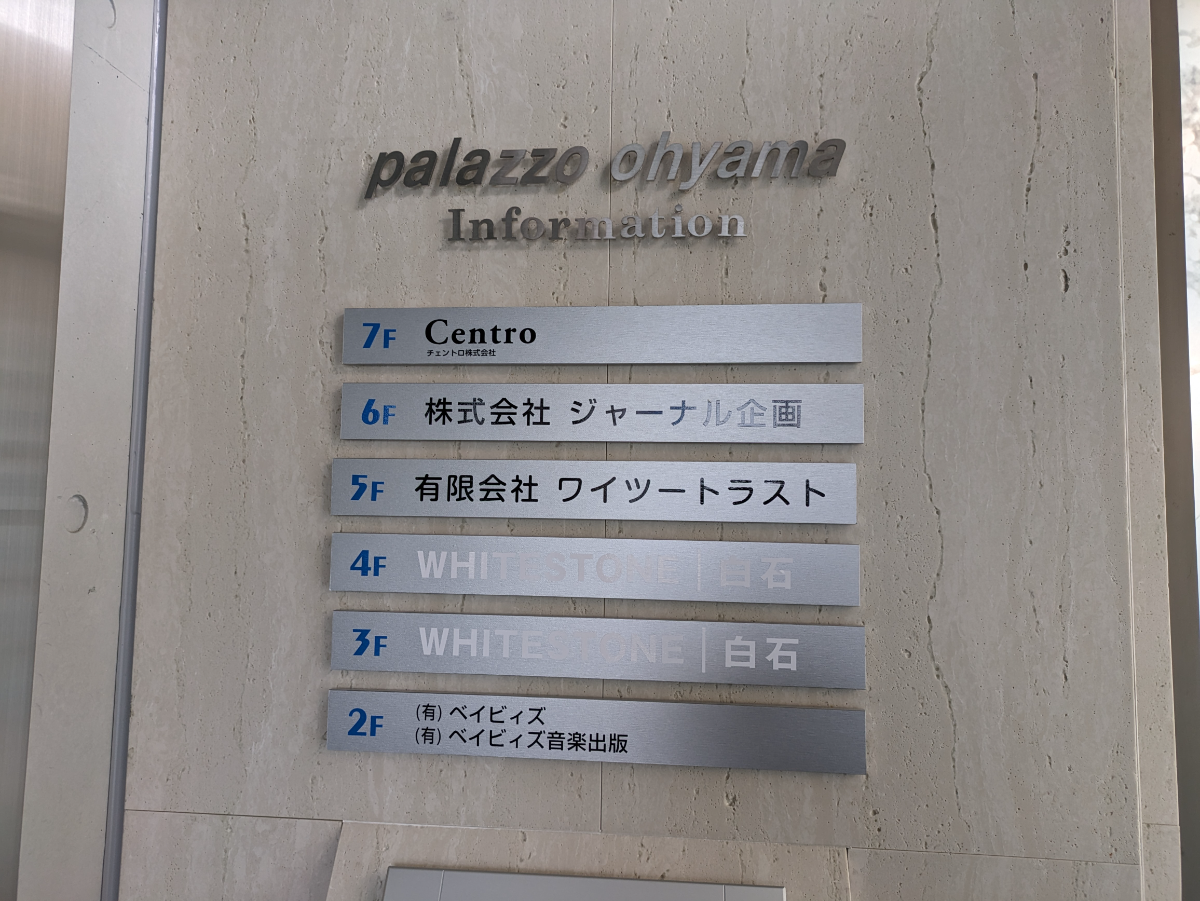 palazzo ohyama
Information
7F Centro
チェントロ株式会社
6F 株式会社 ジャーナル企画
5F 有限会社 ワイツートラスト
4F WHITESTONE | 白石
3F WHITESTONE | 白石
2F (有) ベイビィズ
(有) ベイビィズ音楽出版